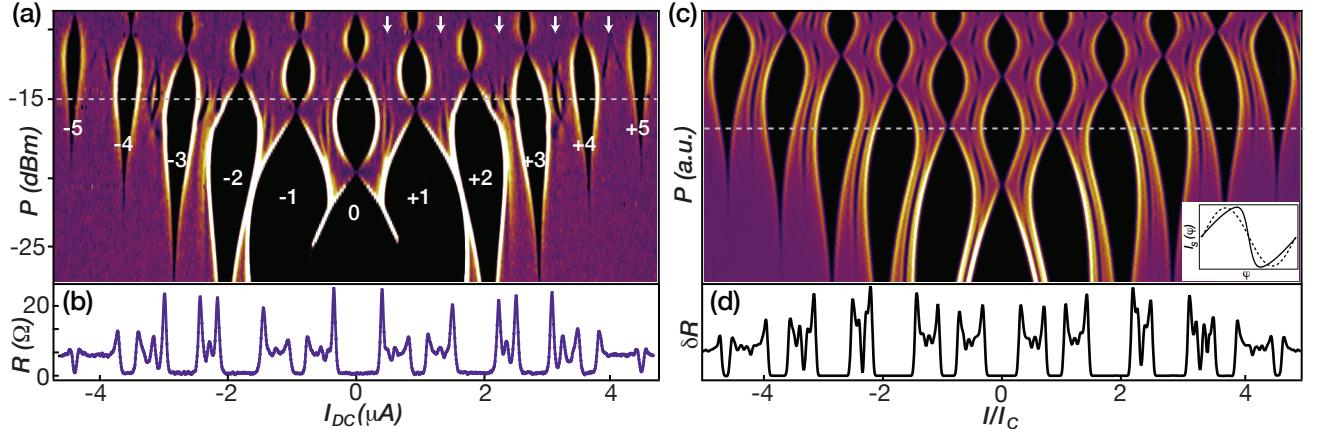 (a)
-15
-25
P (dBm)
-5
-4
-3
-2
-1
0
+1
+2
+3
+4
+5
(b)
20
0
R (Ω)
-4
-2
0
2
4
I_DC (μA)
(c)
P (a.u.)
I_S (φ)
φ
(d)
δR
-4
-2
0
2
4
I/I_C